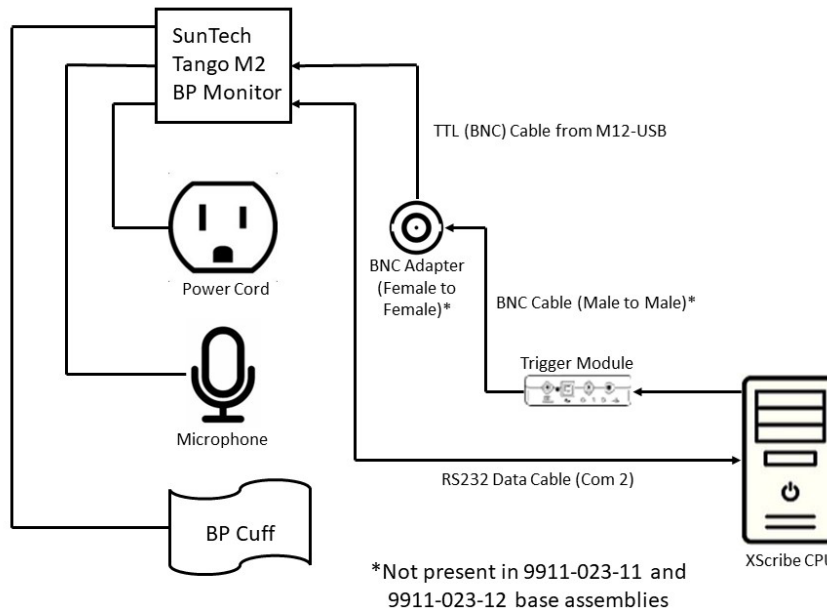 SunTech
Tango M2
BP Monitor
TTL (BNC) Cable from M12-USB
BNC Adapter
(Female to
Female)*
Power Cord
BNC Cable (Male to Male)*
Trigger Module
Microphone
RS232 Data Cable (Com 2)
BP Cuff
XScribe CPU
*Not present in 9911-023-11 and
9911-023-12 base assemblies